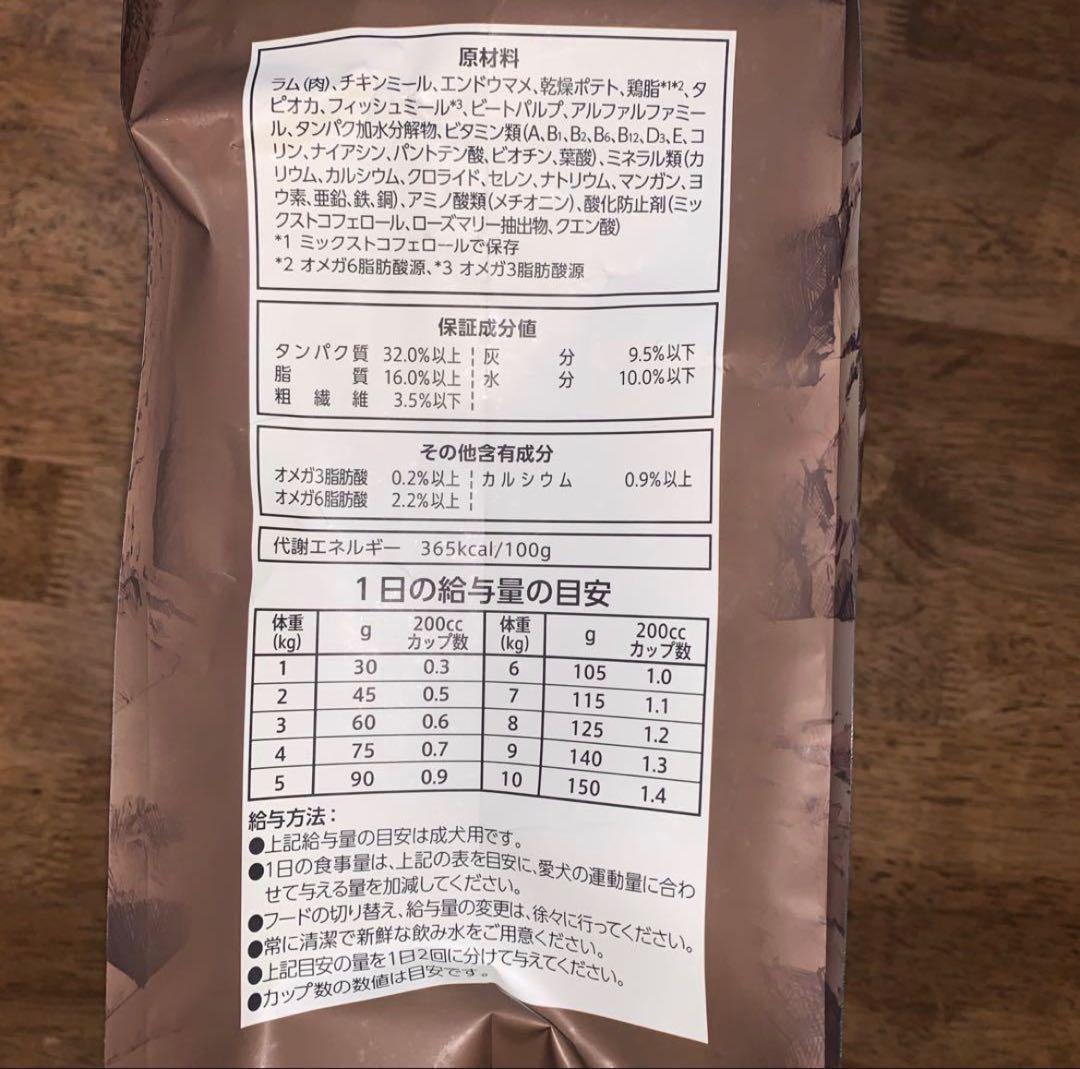 原材料
ラム(肉)、チキンミール、エンドウマメ、乾燥ポテト、鶏脂*1*2、タ
ピオカ、フィッシュミール*3、ビートパルプ、アルファルファミー
ル、タンパク加水分解物、ビタミン類(A、B1、B2、B6、B12、D3、E、コ
リン、ナイアシン、パントテン酸、ビオチン、葉酸)、ミネラル類(カ
リウム、カルシウム、クロライド、セレン、ナトリウム、マンガン、ヨ
ウ素、亜鉛、鉄、銅)、アミノ酸類(メチオニン)、酸化防止剤(ミッ
クストコフェロール、ローズマリー抽出物、クエン酸)
*1 ミックストコフェロールで保存
*2 オメガ6脂肪酸源、*3 オメガ3脂肪酸源
保証成分値
タンパク質 32.0%以上 灰分 9.5%以下
脂質 16.0%以上 水分 10.0%以下
粗繊維 3.5%以下
その他含有成分
オメガ3脂肪酸 0.2%以上 カルシウム 0.9%以上
オメガ6脂肪酸 2.2%以上
代謝エネルギー 365kcal/100g
1日の給与量の目安
体重(kg) g 200ccカップ数 体重(kg) g 200ccカップ数
1 30 0.3 6 105 1.0
2 45 0.5 7 115 1.1
3 60 0.6 8 125 1.2
4 75 0.7 9 140 1.3
5 90 0.9 10 150 1.4
給与方法：
●上記給与量の目安は成犬用です。
●1日の食事量は、上記の表を目安に、愛犬の運動量に合わ
せて与える量を加減してください。
●フードの切り替え、給与量の変更は、徐々に行ってください。
●常に清潔で新鮮な飲み水をご用意ください。
●上記目安の量を1日2回に分けて与えてください。
●カップ数の数値は目安です。